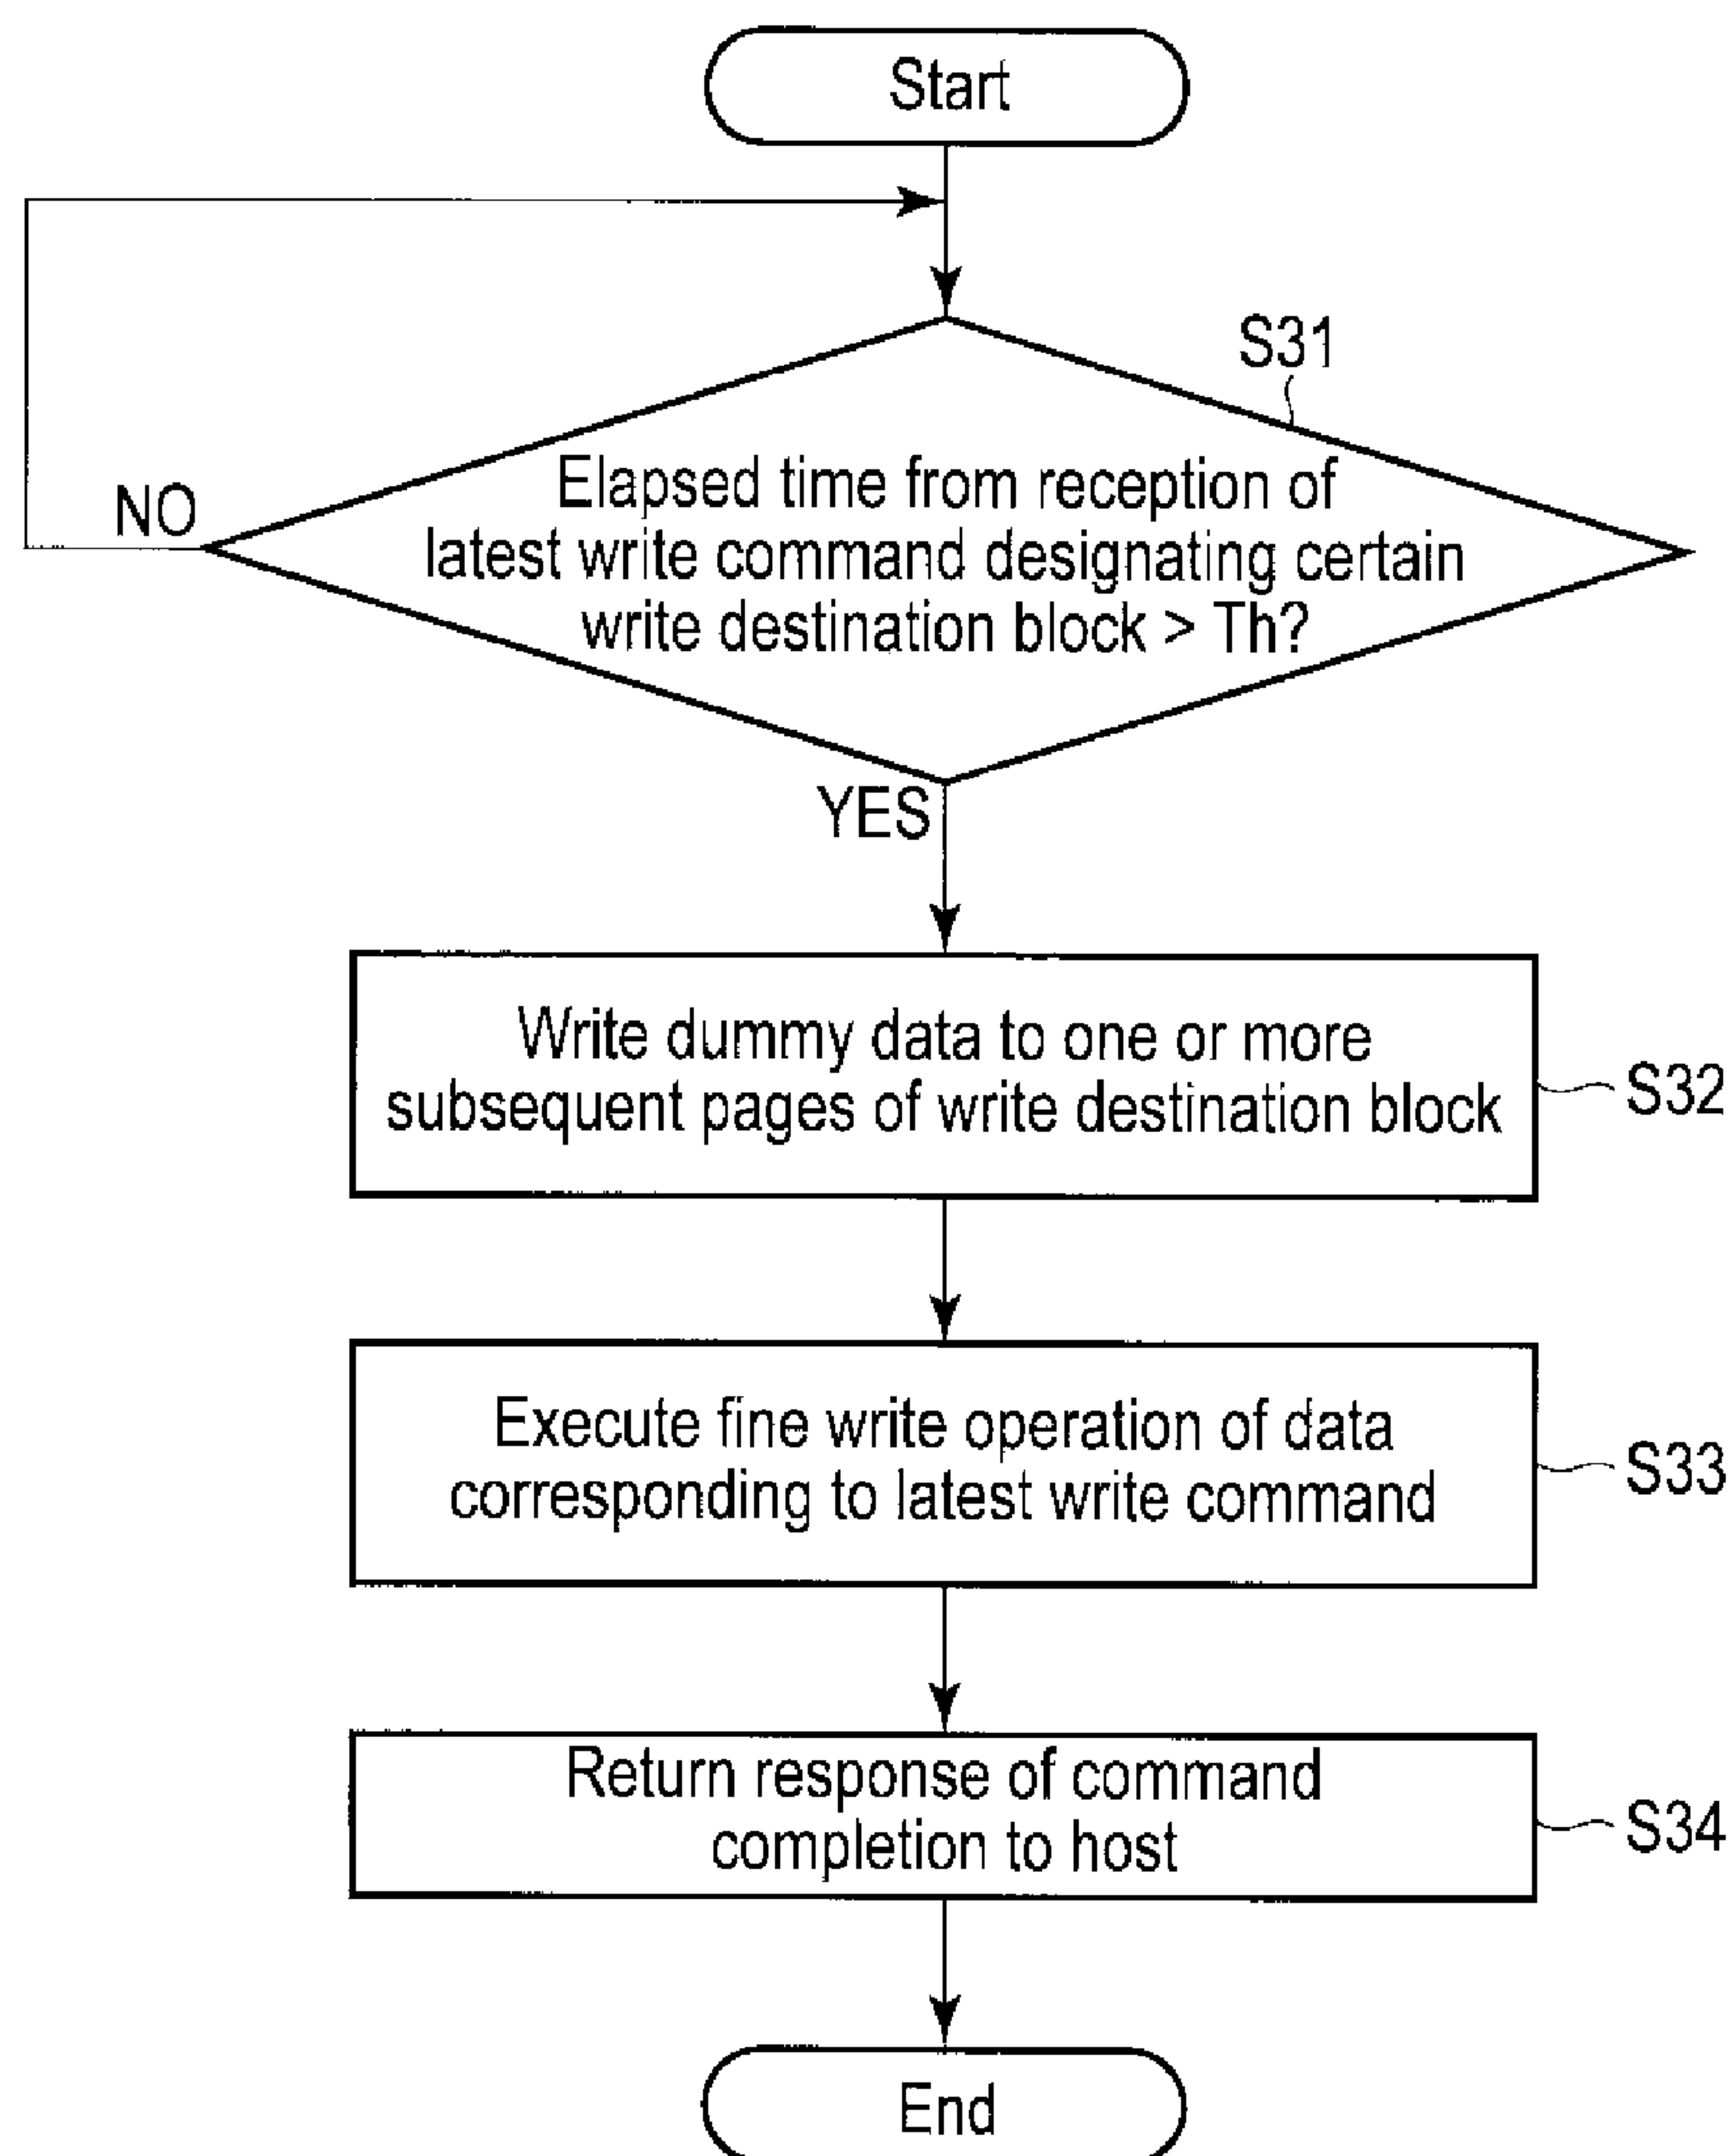 Start
S31
Elapsed time from reception of
latest write command designating certain
write destination block > Th?
NO
YES
Write dummy data to one or more
subsequent pages of write destination block
S32
Execute fine write operation of data
corresponding to latest write command
S33
Return response of command
completion to host
S34
End